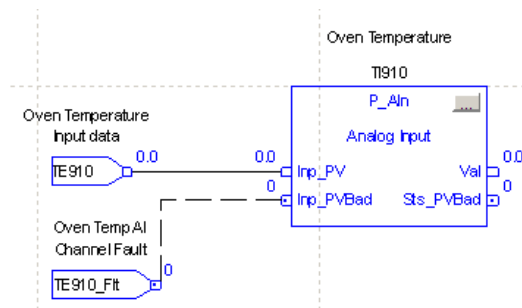 Oven Temperature
TI910
P_AIn
...
Analog Input
Oven Temperature
Input data
TE910
0.0
0.0
Inp_PV
Val
0.0
0
Inp_PVBad
Sts_PVBad
0
Oven Temp AI
Channel Fault
TE910_Flt
0